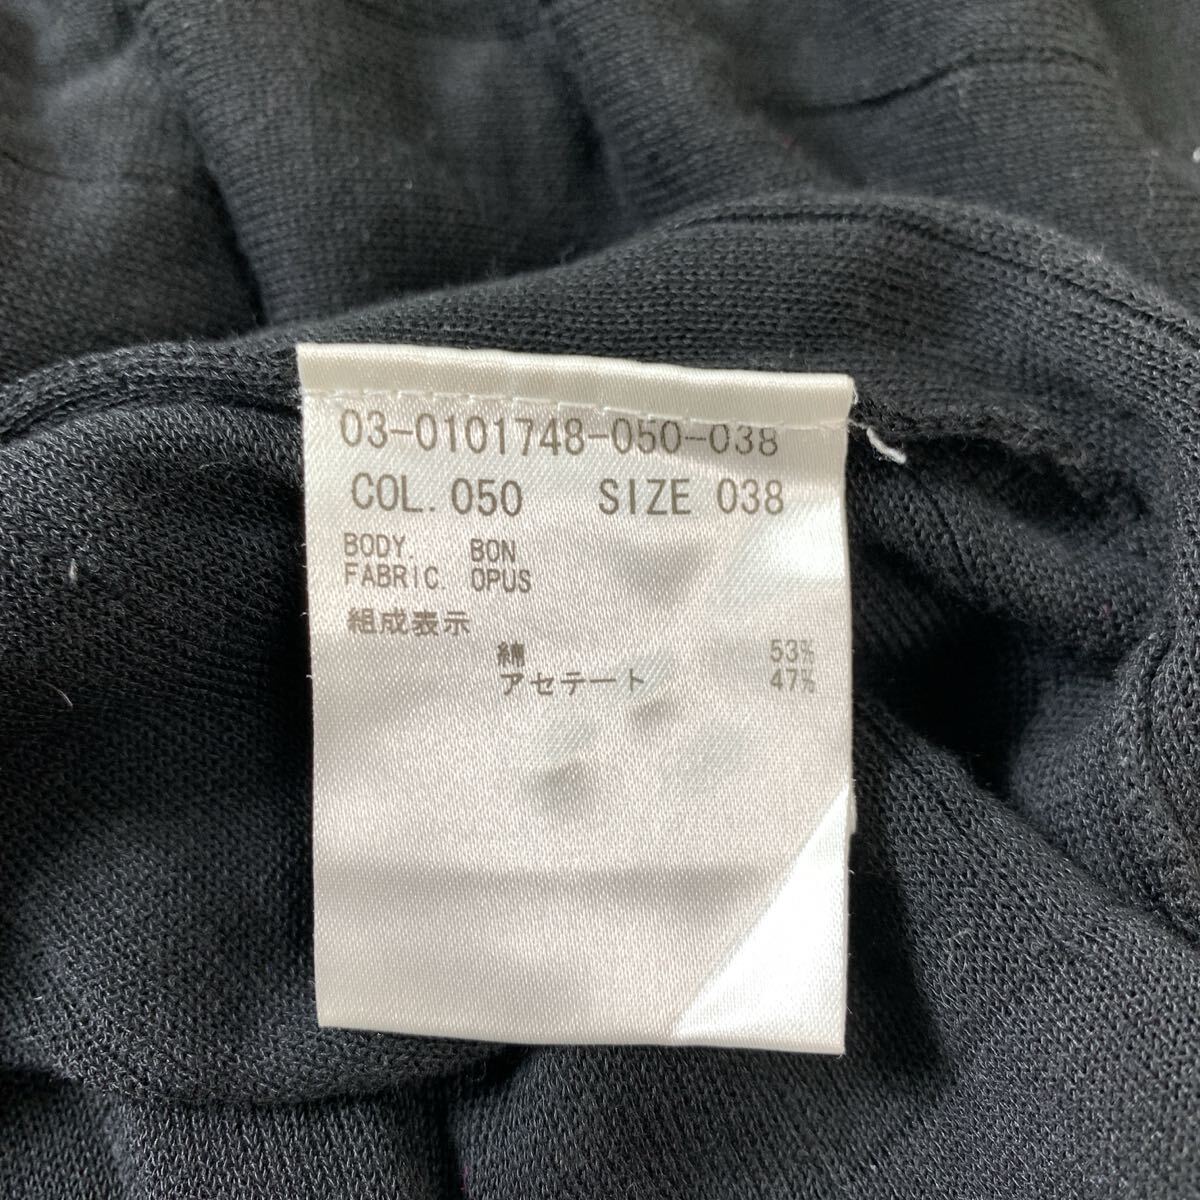 03-0101748-050-038
COL. 050 SIZE 038
BODY. BON
FABRIC. OPUS
組成表示
綿 53%
アセテート 47%